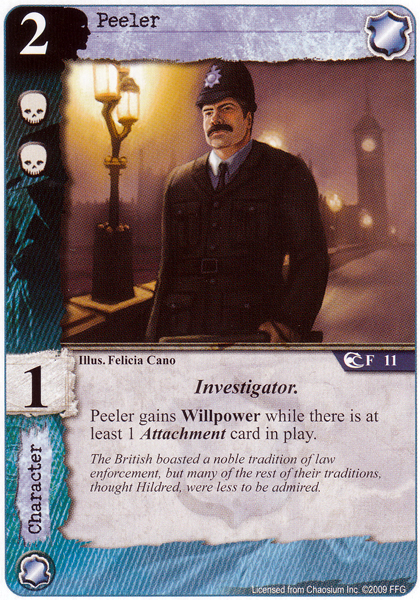 2
Peeler
Illus. Felicia Cano
F 11
1
Investigator.
Peeler gains Willpower while there is at
least 1 Attachment card in play.
The British boasted a noble tradition of law
enforcement, but many of the rest of their traditions,
thought Hildred, were less to be admired.
Character
Licensed from Chaosium Inc. ©2009 FFG